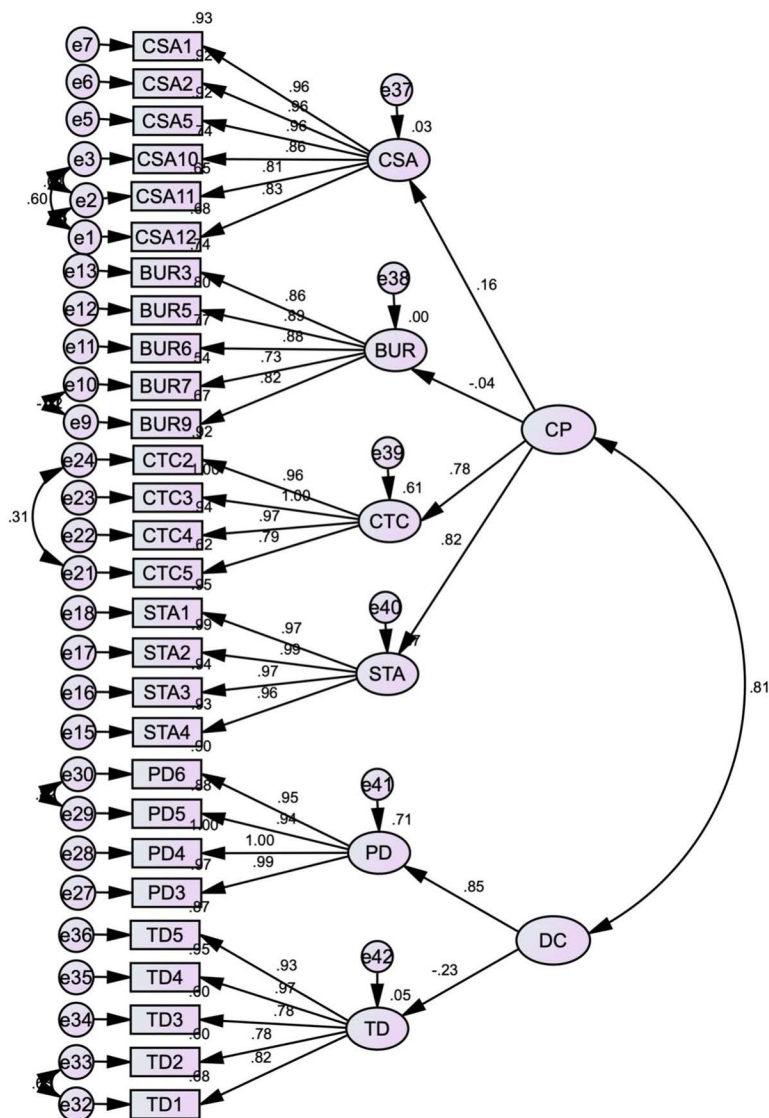 .93
e7 CSA1
.92
e6 CSA2 .96
.92 .96 e37
e5 CSA5 .96 .03
.74 .86
e3 CSA10 CSA
.65 .81
.60 e2 CSA11 .83
.68
e1 CSA12
.74
e13 BUR3 e38 .16
.80 .86
e12 BUR5 .89 .00
.77 .88
e11 BUR6 BUR
.54 .73
e10 BUR7 .82 -.04
.67
e9 BUR9 CP
.92
e24 CTC2 e39
1.00 .96 .78
e23 CTC3 1.00 .61
.94
.31 e22 CTC4 .97 CTC
.62 .79 .82
e21 CTC5
.95
e18 STA1 e40
.99 .97
e17 STA2 .99
.94 .97
e16 STA3 STA .81
.93 .96
e15 STA4
.90
e30 PD6 e41
.88 .95
e29 PD5 .94 .71
1.00 1.00
e28 PD4 PD
.97 .99
e27 PD3 .85
.87
e36 TD5 DC
.95 e42
e35 TD4 .93 -.23
.60 .97 .05
e34 TD3 .78 TD
.60 .78
e33 TD2 .82
.68
e32 TD1